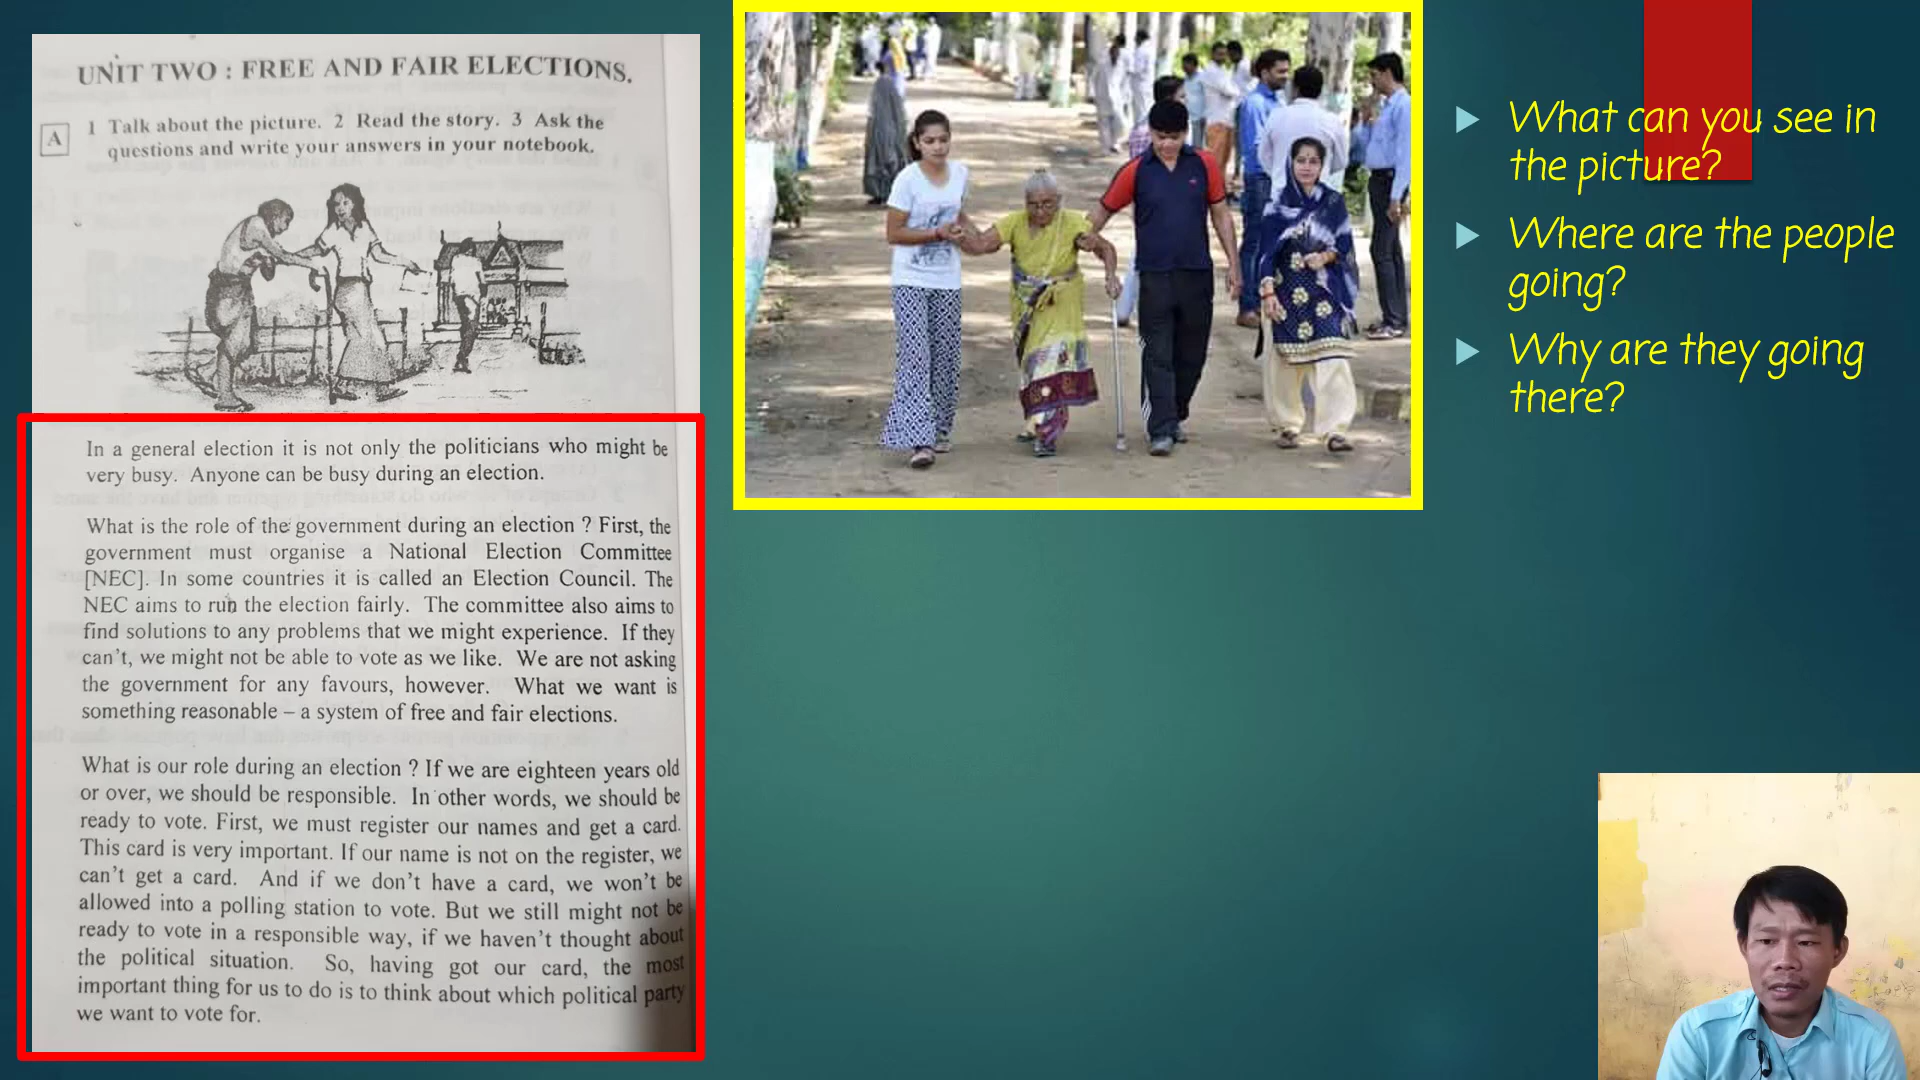 UNIT TWO : FREE AND FAIR ELECTIONS.
A
1 Talk about the picture. 2 Read the story. 3 Ask the
questions and write your answers in your notebook.
In a general election it is not only the politicians who might be
very busy. Anyone can be busy during an election.
What is the role of the government during an election ? First, the
government must organise a National Election Committee
[NEC]. In some countries it is called an Election Council. The
NEC aims to run the election fairly. The committee also aims to
find solutions to any problems that we might experience. If they
can't, we might not be able to vote as we like. We are not asking
the government for any favours, however. What we want is
something reasonable – a system of free and fair elections.
What is our role during an election ? If we are eighteen years old
or over, we should be responsible. In other words, we should be
ready to vote. First, we must register our names and get a card.
This card is very important. If our name is not on the register, we
can't get a card. And if we don't have a card, we won't be
allowed into a polling station to vote. But we still might not be
ready to vote in a responsible way, if we haven't thought about
the political situation. So, having got our card, the most
important thing for us to do is to think about which political party
we want to vote for.
What can you see in
the picture?
Where are the people
going?
Why are they going
there?